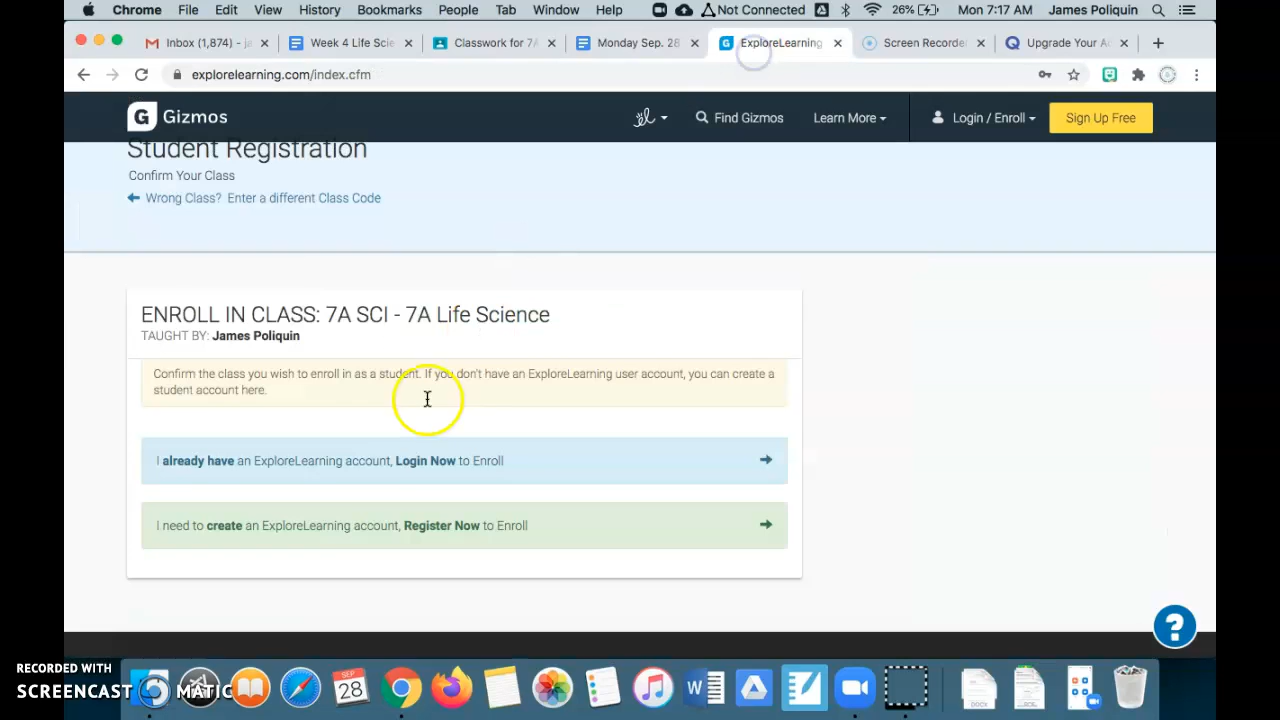 Chrome File Edit View History Bookmarks People Tab Window Help Not Connected 26% Mon 7:17 AM James Poliquin
Inbox (1,874) - ja Week 4 Life Scie Classwork for 7A Monday Sep. 28 ExploreLearning Screen Recorde Upgrade Your Ac
explorelearning.com/index.cfm
G Gizmos el Find Gizmos Learn More Login / Enroll Sign Up Free
Student Registration
Confirm Your Class
Wrong Class? Enter a different Class Code
ENROLL IN CLASS: 7A SCI - 7A Life Science
TAUGHT BY: James Poliquin
Confirm the class you wish to enroll in as a student. If you don't have an ExploreLearning user account, you can create a
student account here.
I already have an ExploreLearning account, Login Now to Enroll
I need to create an ExploreLearning account, Register Now to Enroll
?
RECORDED WITH
SCREENCAST MATIC
SEP
28
W
DOCX